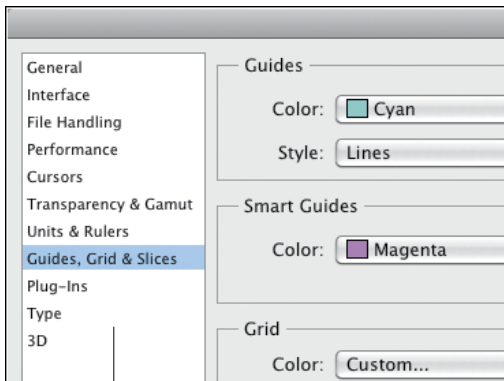 General
Interface
File Handling
Performance
Cursors
Transparency & Gamut
Units & Rulers
Guides, Grid & Slices
Plug-Ins
Type
3D
Guides
Color: Cyan
Style: Lines
Smart Guides
Color: Magenta
Grid
Color: Custom...